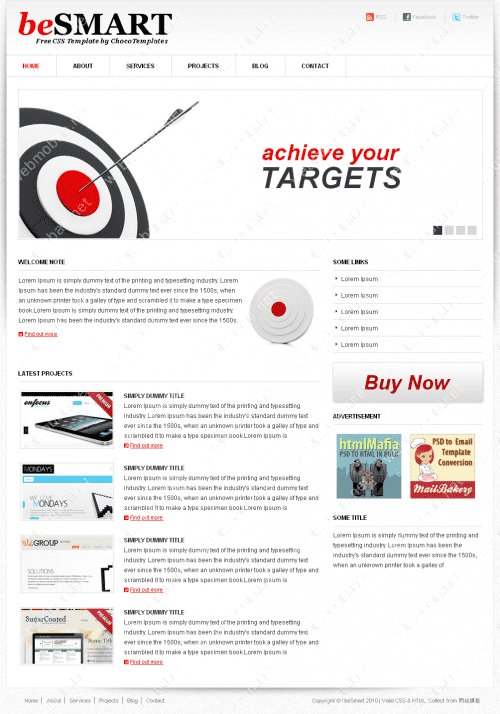 beSMART
Free CSS Template by ChocoTemplates
RSS
Facebook
Twitter
HOME
ABOUT
SERVICES
PROJECTS
BLOG
CONTACT
achieve your
TARGETS
WELCOME NOTE
Lorem Ipsum is simply dummy text of the printing and typesetting industry. Lorem
Ipsum has been the industry's standard dummy text ever since the 1500s, when
an unknown printer took a galley of type and scrambled it to make a type specimen
book.Lorem Ipsum has been the industry's standard dummy text ever since the 1500s.
Find out more
SOME LINKS
Lorem Ipsum
Lorem Ipsum
Lorem Ipsum
Lorem Ipsum
Lorem Ipsum
Buy Now
LATEST PROJECTS
onfocus
PREMIUM
SIMPLY DUMMY TITLE
Lorem Ipsum is simply dummy text of the printing and typesetting
industry. Lorem Ipsum has been the industry's standard dummy text
ever since the 1500s, when an unknown printer took a galley of type and
scrambled it to make a type specimen book.Lorem Ipsum is
Find out more
MONDAYS
WE LOVE
MONDAYS
SIMPLY DUMMY TITLE
Lorem Ipsum is simply dummy text of the printing and typesetting
industry. Lorem Ipsum has been the industry's standard dummy text
ever since the 1500s, when an unknown printer took a galley of type and
scrambled it to make a type specimen book.Lorem Ipsum is
Find out more
bizGROUP
SIMPLY DUMMY TITLE
Lorem Ipsum is simply dummy text of the printing and typesetting
industry. Lorem Ipsum has been the industry's standard dummy text
ever since the 1500s, when an unknown printer took a galley of type and
scrambled it to make a type specimen book.Lorem Ipsum is
Find out more
SugarCoated
PREMIUM
Some Title
SIMPLY DUMMY TITLE
Lorem Ipsum is simply dummy text of the printing and typesetting
industry. Lorem Ipsum has been the industry's standard dummy text
ever since the 1500s, when an unknown printer took a galley of type and
scrambled it to make a type specimen book.Lorem Ipsum is
Find out more
ADVERTISEMENT
htmlMafia
PSD TO HTML IN BULK
PSD to Email
Template
Conversion
MailBakery
SOME TITLE
Lorem Ipsum is simply dummy text of the printing and
typesetting industry. Lorem Ipsum has been the
industry's standard dummy text ever since the 1500s,
when an unknown printer took a galley of
Home | About | Services | Projects | Blog | Contact
Copyright © !beSmart 2010 | Valid CSS & HTML. Collect from 网站模板